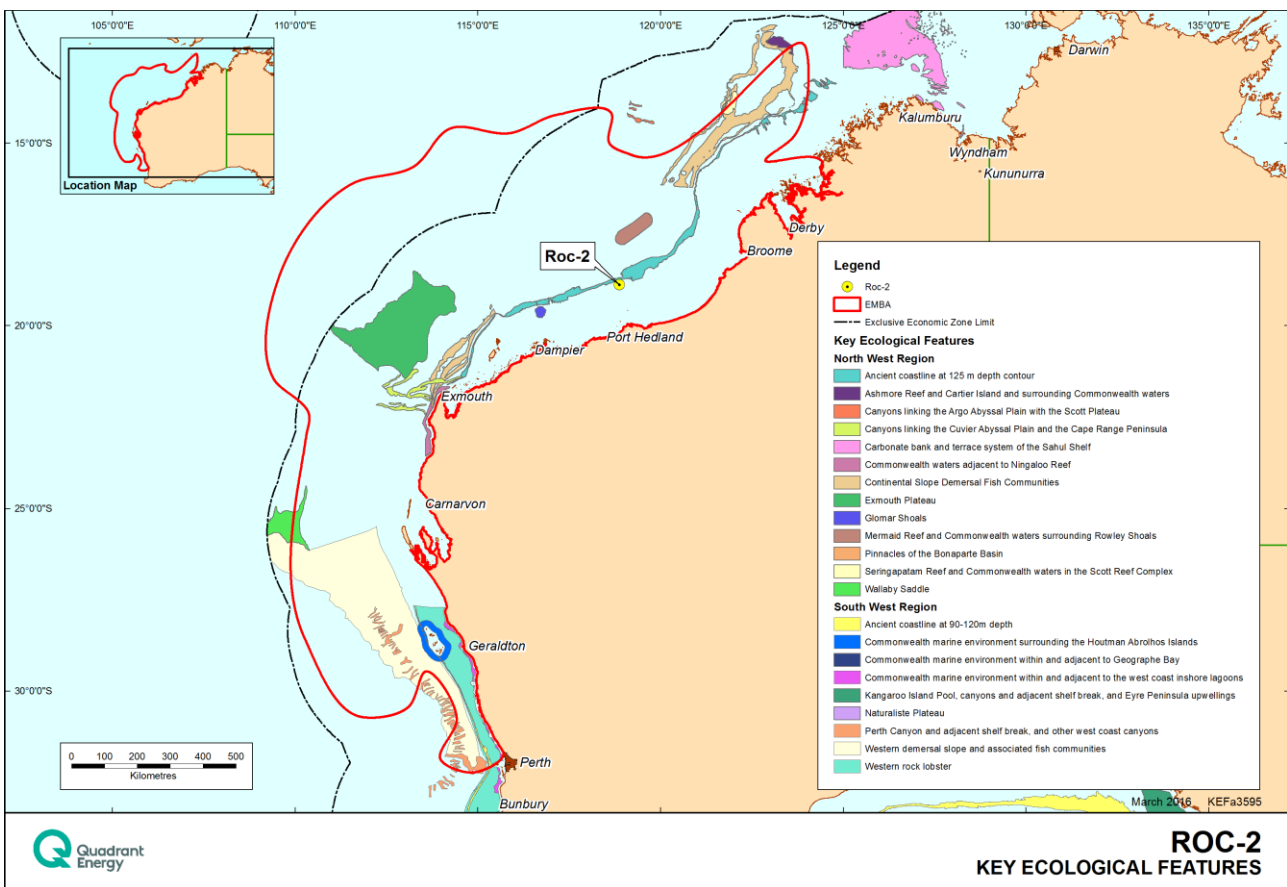 105°0'0"E
110°0'0"E
115°0'0"E
120°0'0"E
125°0'0"E
130°0'0"E
135°0'0"E
15°0'0"S
20°0'0"S
25°0'0"S
30°0'0"S
Location Map
Darwin
Kalumburu
Wyndham
Kununurra
Derby
Broome
Roc-2
Port Hedland
Dampier
Exmouth
Carnarvon
Geraldton
Perth
Bunbury
0 100 200 300 400 500
Kilometres
Legend
Roc-2
EMBA
Exclusive Economic Zone Limit
Key Ecological Features
North West Region
Ancient coastline at 125 m depth contour
Ashmore Reef and Cartier Island and surrounding Commonwealth waters
Canyons linking the Argo Abyssal Plain with the Scott Plateau
Canyons linking the Cuvier Abyssal Plain and the Cape Range Peninsula
Carbonate bank and terrace system of the Sahul Shelf
Commonwealth waters adjacent to Ningaloo Reef
Continental Slope Demersal Fish Communities
Exmouth Plateau
Glomar Shoals
Mermaid Reef and Commonwealth waters surrounding Rowley Shoals
Pinnacles of the Bonaparte Basin
Seringapatam Reef and Commonwealth waters in the Scott Reef Complex
Wallaby Saddle
South West Region
Ancient coastline at 90-120m depth
Commonwealth marine environment surrounding the Houtman Abrolhos Islands
Commonwealth marine environment within and adjacent to Geographe Bay
Commonwealth marine environment within and adjacent to the west coast inshore lagoons
Kangaroo Island Pool, canyons and adjacent shelf break, and Eyre Peninsula upwellings
Naturaliste Plateau
Perth Canyon and adjacent shelf break, and other west coast canyons
Western demersal slope and associated fish communities
Western rock lobster
March 2016 KEFa3595
Quadrant
Energy
ROC-2
KEY ECOLOGICAL FEATURES